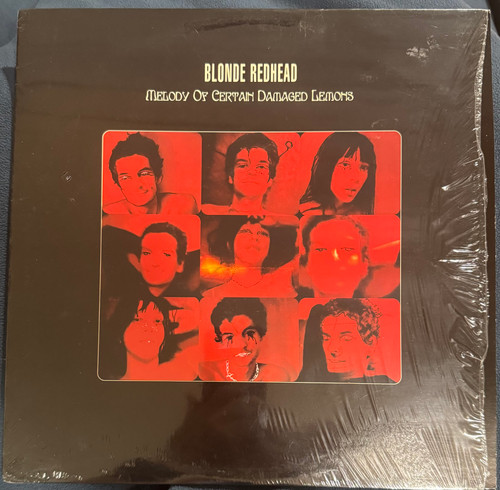 BLONDE REDHEAD
MELODY OF CERTAIN DAMAGED LEMONS